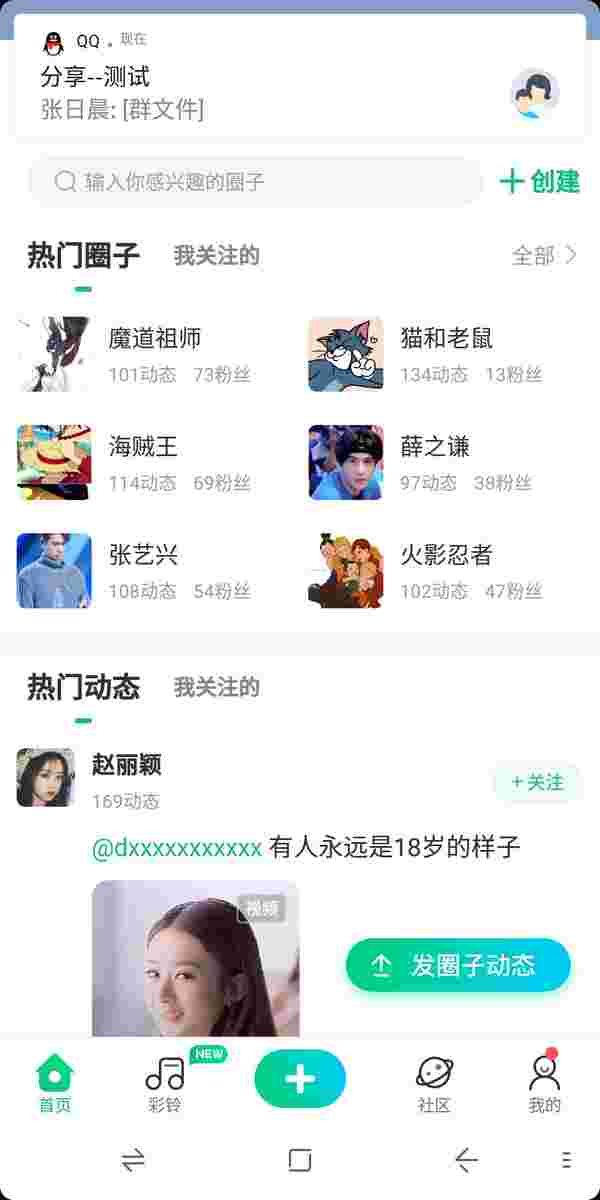 QQ 。现在
分享--测试
张日晨: [群文件]
输入你感兴趣的圈子
创建
热门圈子 我关注的 全部
魔道祖师
101动态 73粉丝
猫和老鼠
134动态 13粉丝
海贼王
114动态 69粉丝
薛之谦
97动态 38粉丝
张艺兴
108动态 54粉丝
火影忍者
102动态 47粉丝
热门动态 我关注的
赵丽颖
169动态
+关注
@dxxxxxxxxxxx 有人永远是18岁的样子
视频
发圈子动态
NEW
首页 彩铃 社区 我的